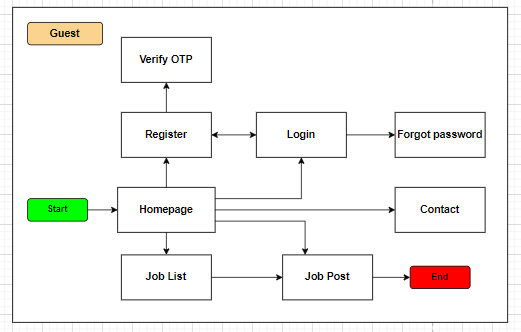 Guest
Verify OTP
Register
Login
Forgot password
Start
Homepage
Contact
Job List
Job Post
End